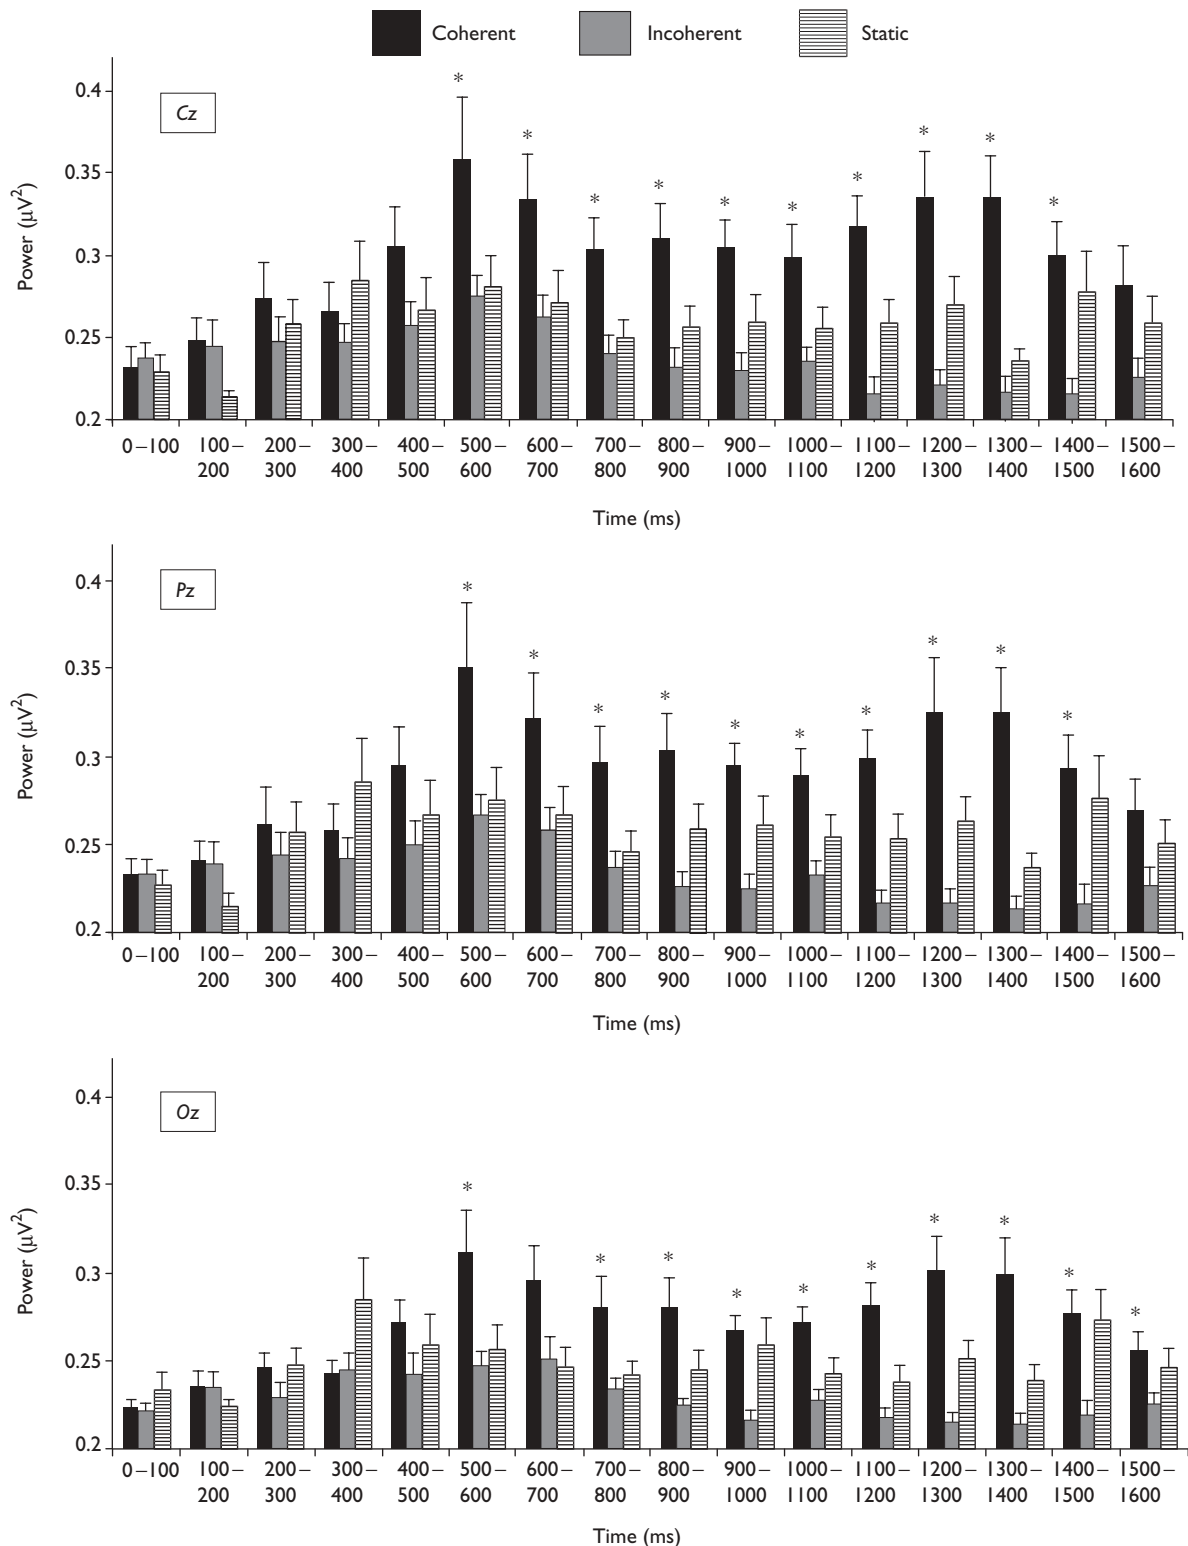 Coherent Incoherent Static
Cz
Power (μV²)
0.4
0.35
0.3
0.25
0.2
* * * * * * * * * *
0–100 100– 200– 300– 400– 500– 600– 700– 800– 900– 1000– 1100– 1200– 1300– 1400– 1500–
200 300 400 500 600 700 800 900 1000 1100 1200 1300 1400 1500 1600
Time (ms)
Pz
Power (μV²)
0.4
0.35
0.3
0.25
0.2
* * * * * * * * * *
0–100 100– 200– 300– 400– 500– 600– 700– 800– 900– 1000– 1100– 1200– 1300– 1400– 1500–
200 300 400 500 600 700 800 900 1000 1100 1200 1300 1400 1500 1600
Time (ms)
Oz
Power (μV²)
0.4
0.35
0.3
0.25
0.2
* * * * * * * * * *
0–100 100– 200– 300– 400– 500– 600– 700– 800– 900– 1000– 1100– 1200– 1300– 1400– 1500–
200 300 400 500 600 700 800 900 1000 1100 1200 1300 1400 1500 1600
Time (ms)